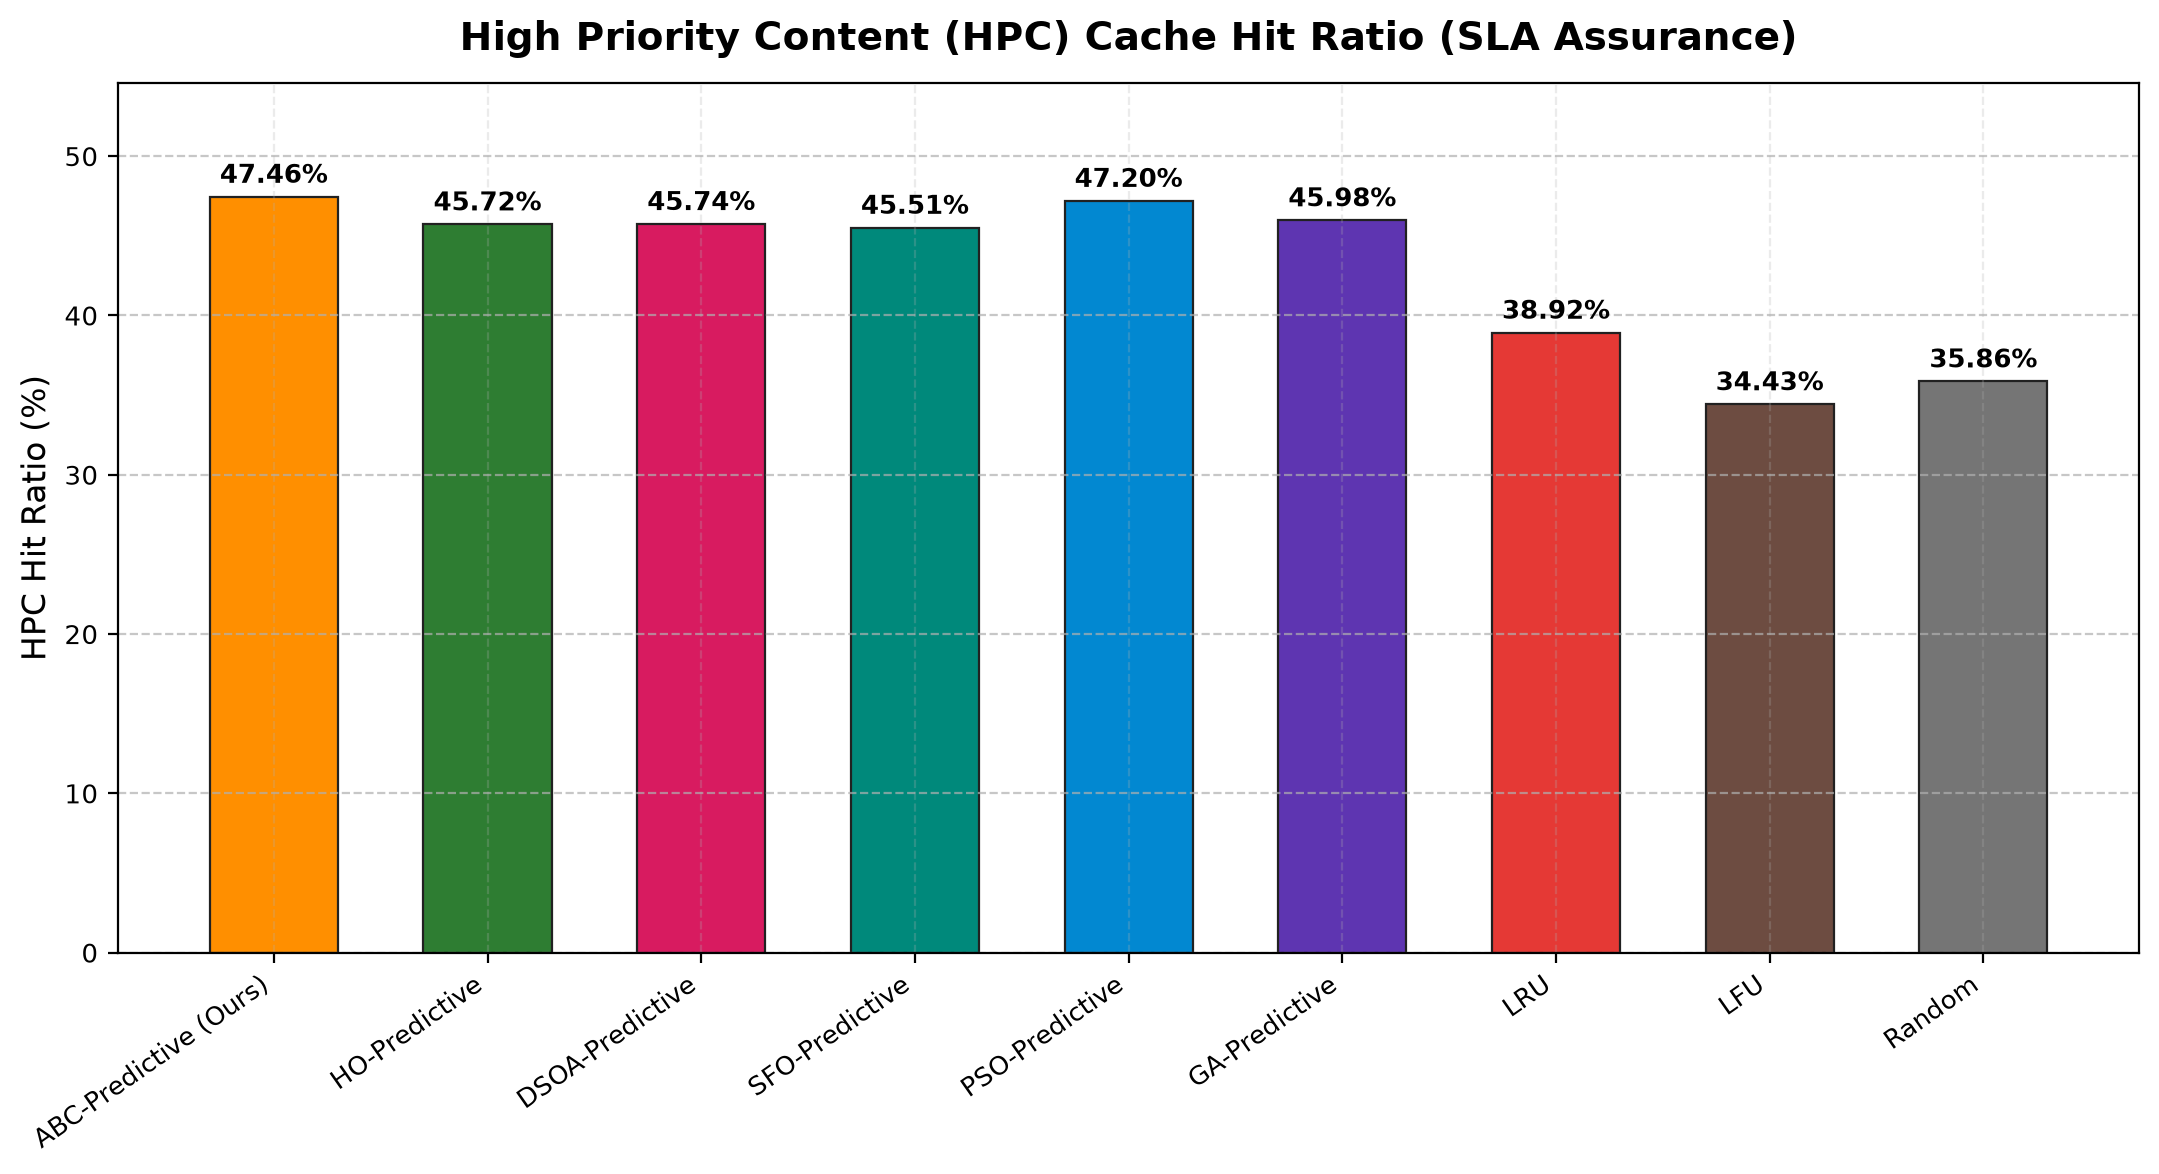 High Priority Content (HPC) Cache Hit Ratio (SLA Assurance)
HPC Hit Ratio (%)
50
40
30
20
10
0
47.46%
45.72%
45.74%
45.51%
47.20%
45.98%
38.92%
34.43%
35.86%
ABC-Predictive (Ours)
HO-Predictive
DSOA-Predictive
SFO-Predictive
PSO-Predictive
GA-Predictive
LRU
LFU
Random